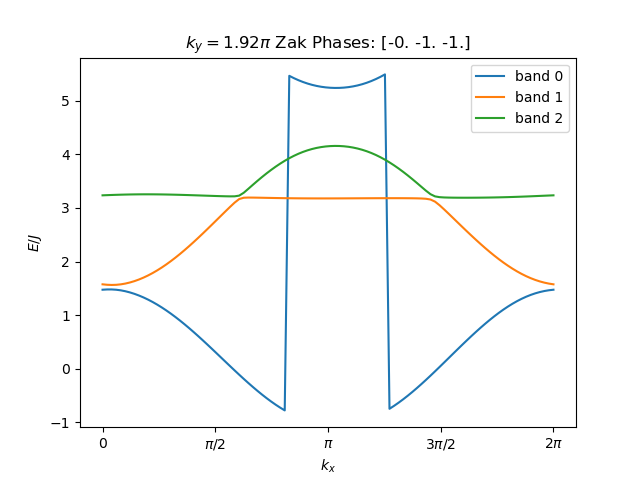 k_y = 1.92π Zak Phases: [-0. -1. -1.]
band 0
band 1
band 2
E/J
5
4
3
2
1
0
−1
0 π/2 π 3π/2 2π
k_x